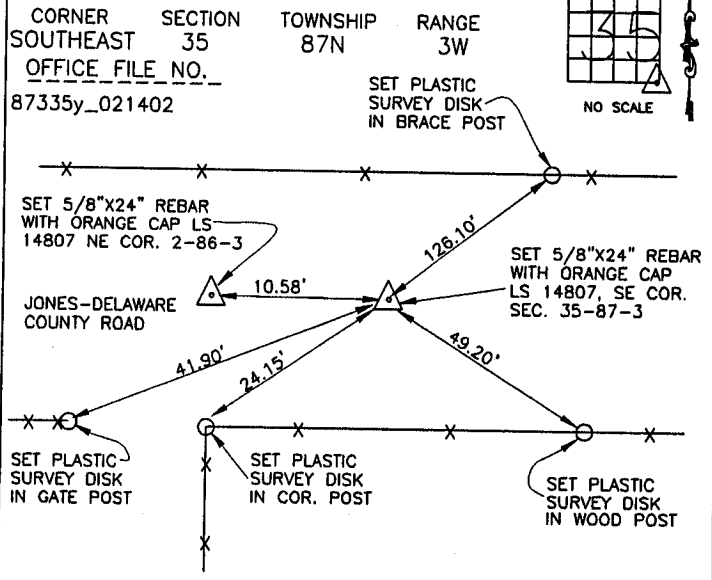 CORNER SECTION TOWNSHIP RANGE
SOUTHEAST 35 87N 3W
OFFICE FILE NO.
87335y_021402
35
NO SCALE
SET PLASTIC
SURVEY DISK
IN BRACE POST
SET 5/8"X24" REBAR
WITH ORANGE CAP LS
14807 NE COR. 2-86-3
126.10'
SET 5/8"X24" REBAR
WITH ORANGE CAP
LS 14807, SE COR.
SEC. 35-87-3
10.58'
JONES-DELAWARE
COUNTY ROAD
41.90'
24.15'
49.20'
SET PLASTIC
SURVEY DISK
IN GATE POST
SET PLASTIC
SURVEY DISK
IN COR. POST
SET PLASTIC
SURVEY DISK
IN WOOD POST